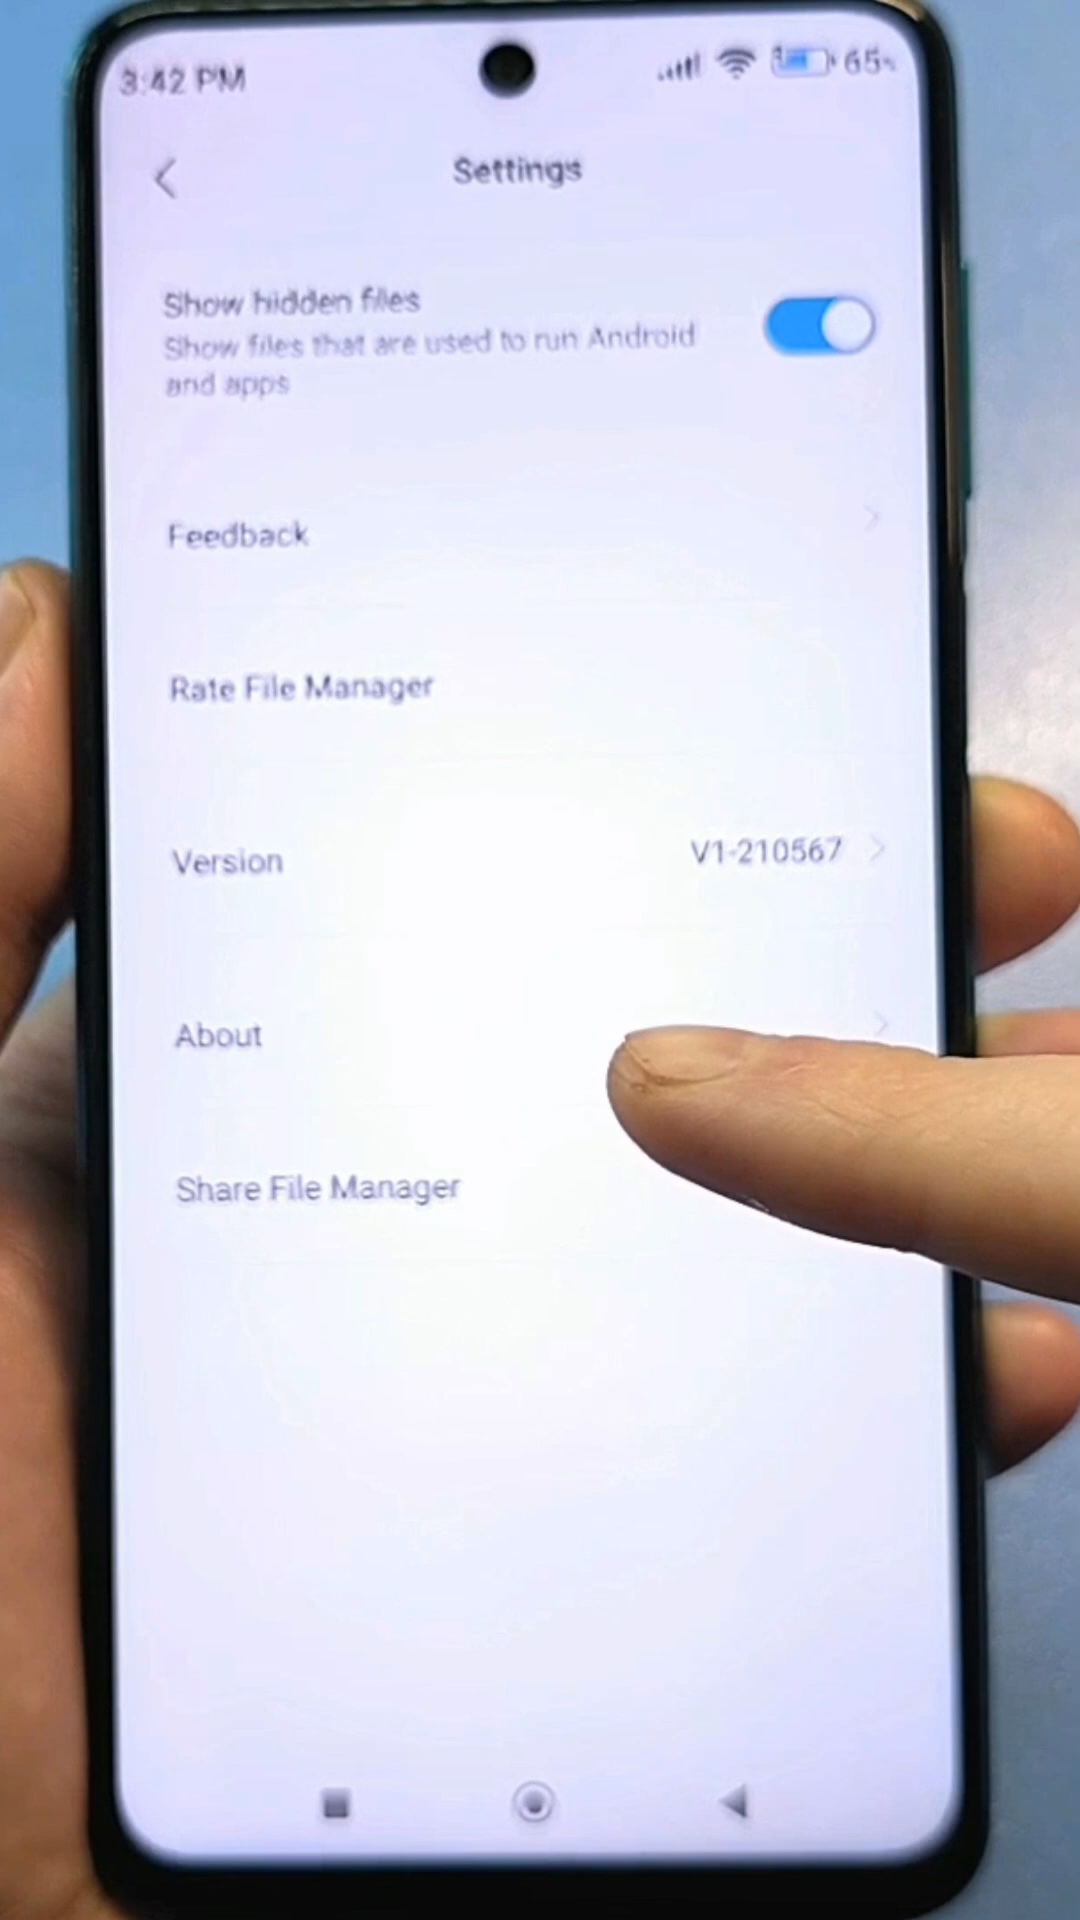 3:42 PM
65%
Settings
Show hidden files
Show files that are used to run Android
and apps
Feedback
Rate File Manager
Version
V1-210567
About
Share File Manager